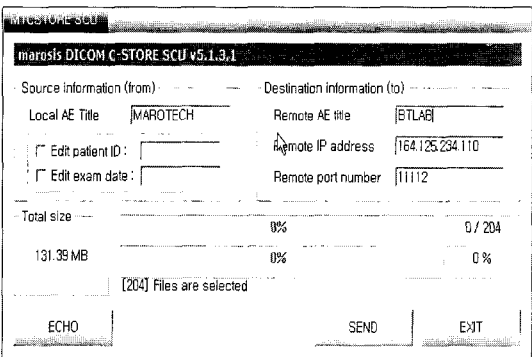 MTCSTORE SCU
marosis DICOM C-STORE SCU v5.1.3.1
Source information (from)
Local AE Title MAROTECH
Edit patient ID :
Edit exam date :
Destination information (to)
Remote AE title BTLAB
Remote IP address 164.125.234.110
Remote port number 11112
Total size
131.39 MB
0% 0 / 204
0% 0 %
[204] Files are selected
ECHO SEND EXIT